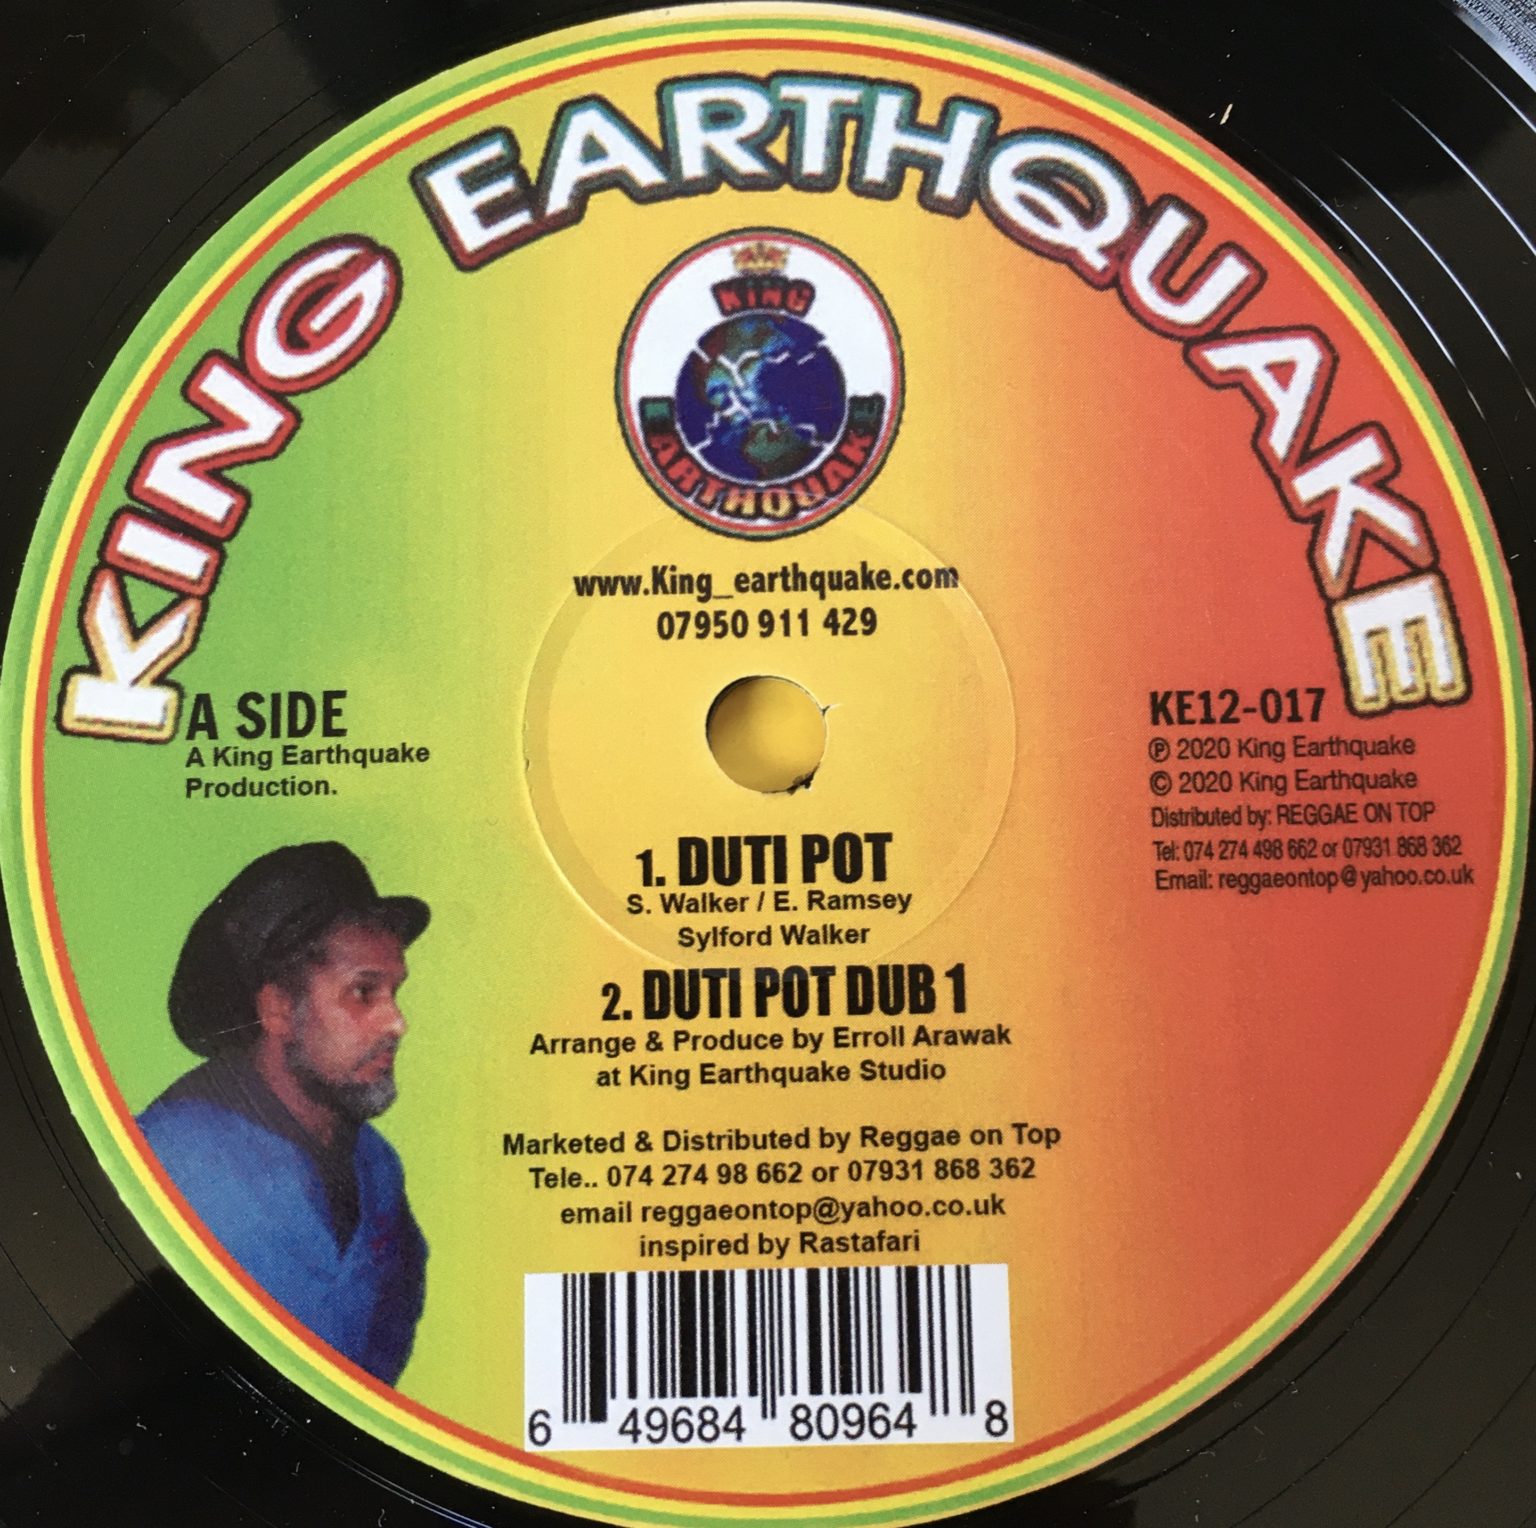 KING EARTHQUAKE
KING
EARTHQUAKE
www.King_earthquake.com
07950 911 429
A SIDE
A King Earthquake
Production.
KE12-017
℗ 2020 King Earthquake
© 2020 King Earthquake
Distributed by: REGGAE ON TOP
Tel: 074 274 498 662 or 07931 868 362
Email: reggaeontop@yahoo.co.uk
1. DUTI POT
S. Walker / E. Ramsey
Sylford Walker
2. DUTI POT DUB 1
Arrange & Produce by Erroll Arawak
at King Earthquake Studio
Marketed & Distributed by Reggae on Top
Tele.. 074 274 98 662 or 07931 868 362
email reggaeontop@yahoo.co.uk
inspired by Rastafari
6 49684 80964 8